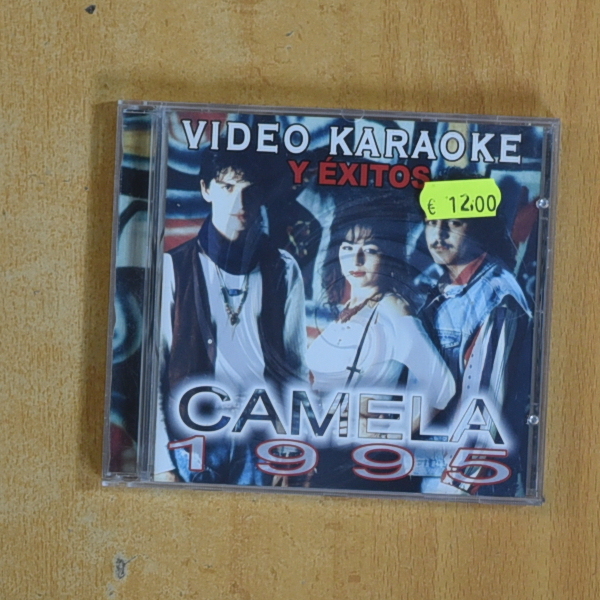 VIDEO KARAOKE
Y ÉXITOS
€ 12.00
CAMELA
1995